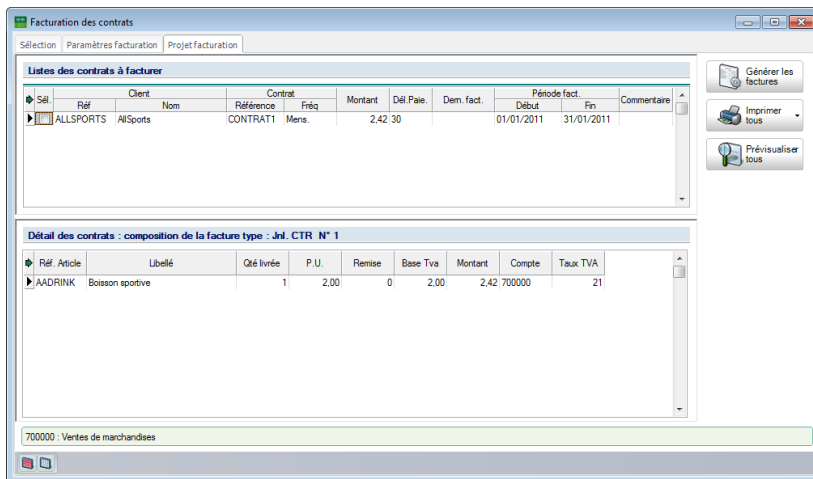 Facturation des contrats
Sélection Paramètres facturation Projet facturation
Listes des contrats à facturer
Sél. Client Contrat Montant Dél.Paie. Dern. fact. Période fact. Commentaire
Réf Nom Référence Fréq Début Fin
ALLSPORTS AllSports CONTRAT1 Mens. 2,42 30 01/01/2011 31/01/2011
Générer les
factures
Imprimer
tous
Prévisualiser
tous
Détail des contrats : composition de la facture type : Jnl. CTR N° 1
Réf. Article Libellé Qté livrée P.U. Remise Base Tva Montant Compte Taux TVA
AADRINK Boisson sportive 1 2,00 0 2,00 2,42 700000 21
700000 : Ventes de marchandises